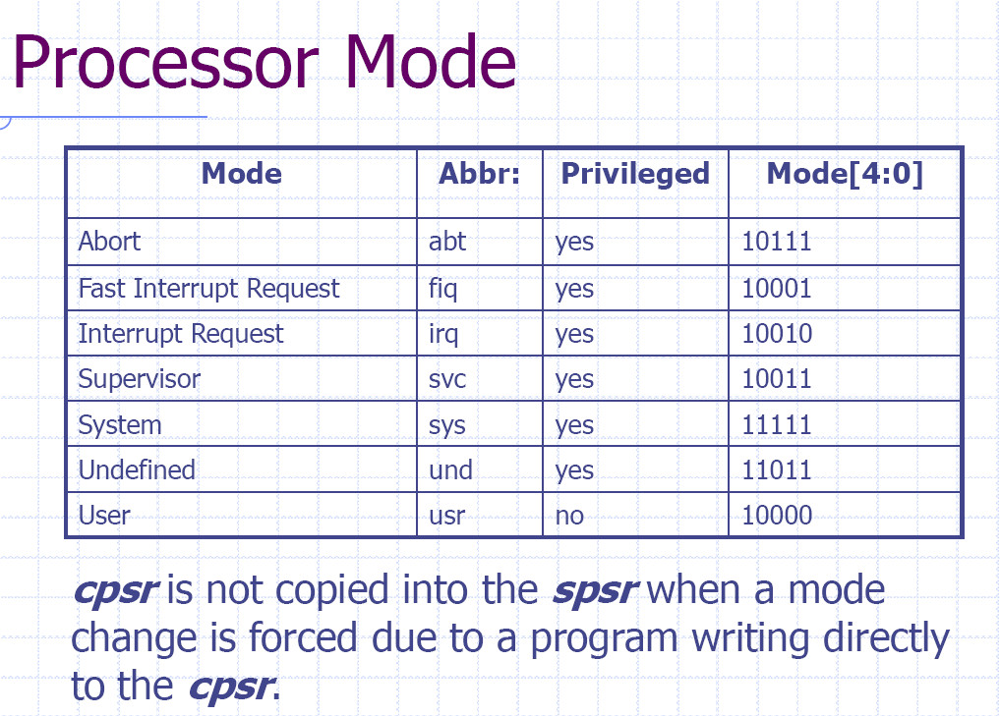 Processor Mode
Mode Abbr: Privileged Mode[4:0]
Abort abt yes 10111
Fast Interrupt Request fiq yes 10001
Interrupt Request irq yes 10010
Supervisor svc yes 10011
System sys yes 11111
Undefined und yes 11011
User usr no 10000
cpsr is not copied into the spsr when a mode
change is forced due to a program writing directly
to the cpsr.